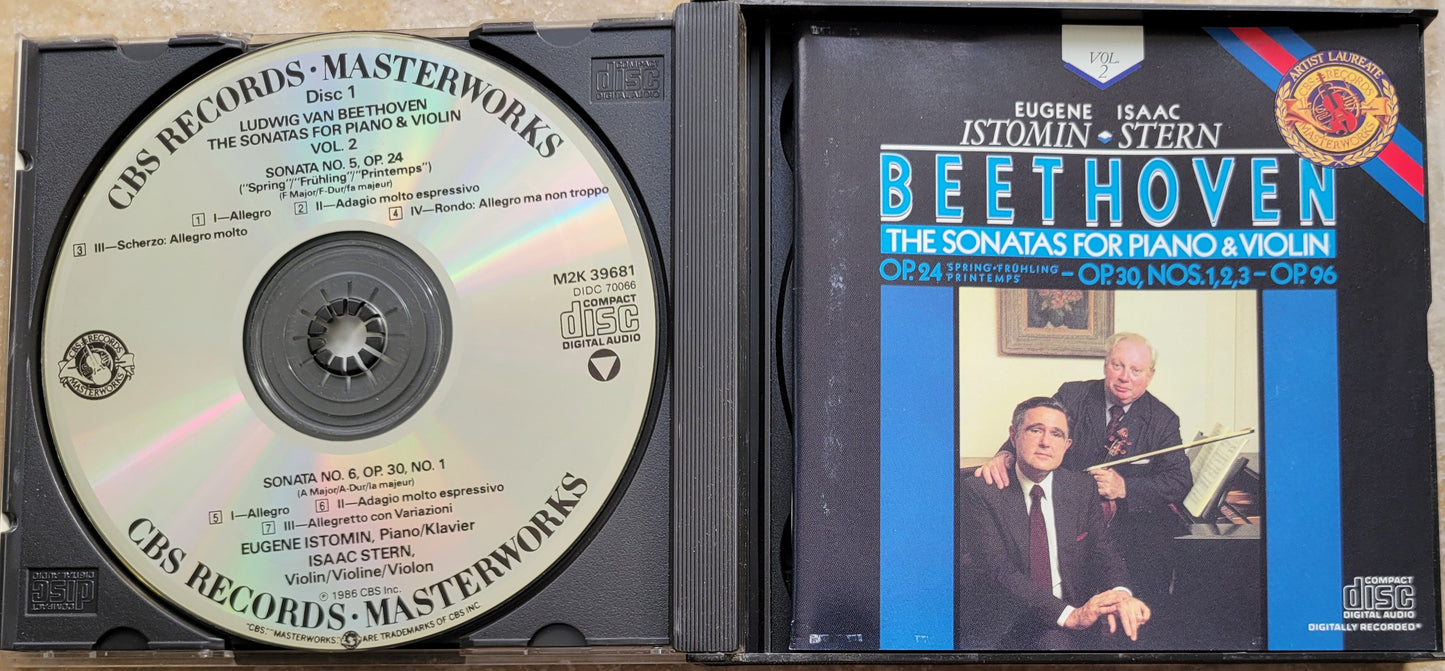 CBS RECORDS · MASTERWORKS
Disc 1
LUDWIG VAN BEETHOVEN
THE SONATAS FOR PIANO & VIOLIN
VOL. 2
SONATA NO. 5, OP. 24
("Spring"/"Frühling"/"Printemps")
(F Major/F-Dur/fa majeur)
1 I—Allegro 2 II—Adagio molto espressivo
3 III—Scherzo: Allegro molto 4 IV—Rondo: Allegro ma non troppo
M2K 39681
DIDC 70066
COMPACT
disc
DIGITAL AUDIO
CBS RECORDS
MASTERWORKS
SONATA NO. 6, OP. 30, NO. 1
(A Major/A-Dur/la majeur)
5 I—Allegro 6 II—Adagio molto espressivo
7 III—Allegretto con Variazioni
EUGENE ISTOMIN, Piano/Klavier
ISAAC STERN,
Violin/Violine/Violon
℗ 1986 CBS Inc.
CBS RECORDS · MASTERWORKS
"CBS," "MASTERWORKS," ARE TRADEMARKS OF CBS INC.
COMPACT
disc
DIGITAL AUDIO
COMPACT
disc
DIGITAL AUDIO
VOL.
2
ARTIST LAUREATE
CBS RECORDS
MASTERWORKS
EUGENE ISAAC
ISTOMIN STERN
BEETHOVEN
THE SONATAS FOR PIANO & VIOLIN
OP. 24 SPRING·FRÜHLING PRINTEMPS – OP. 30, NOS. 1, 2, 3 – OP. 96
COMPACT
disc
DIGITAL AUDIO
DIGITALLY RECORDED*